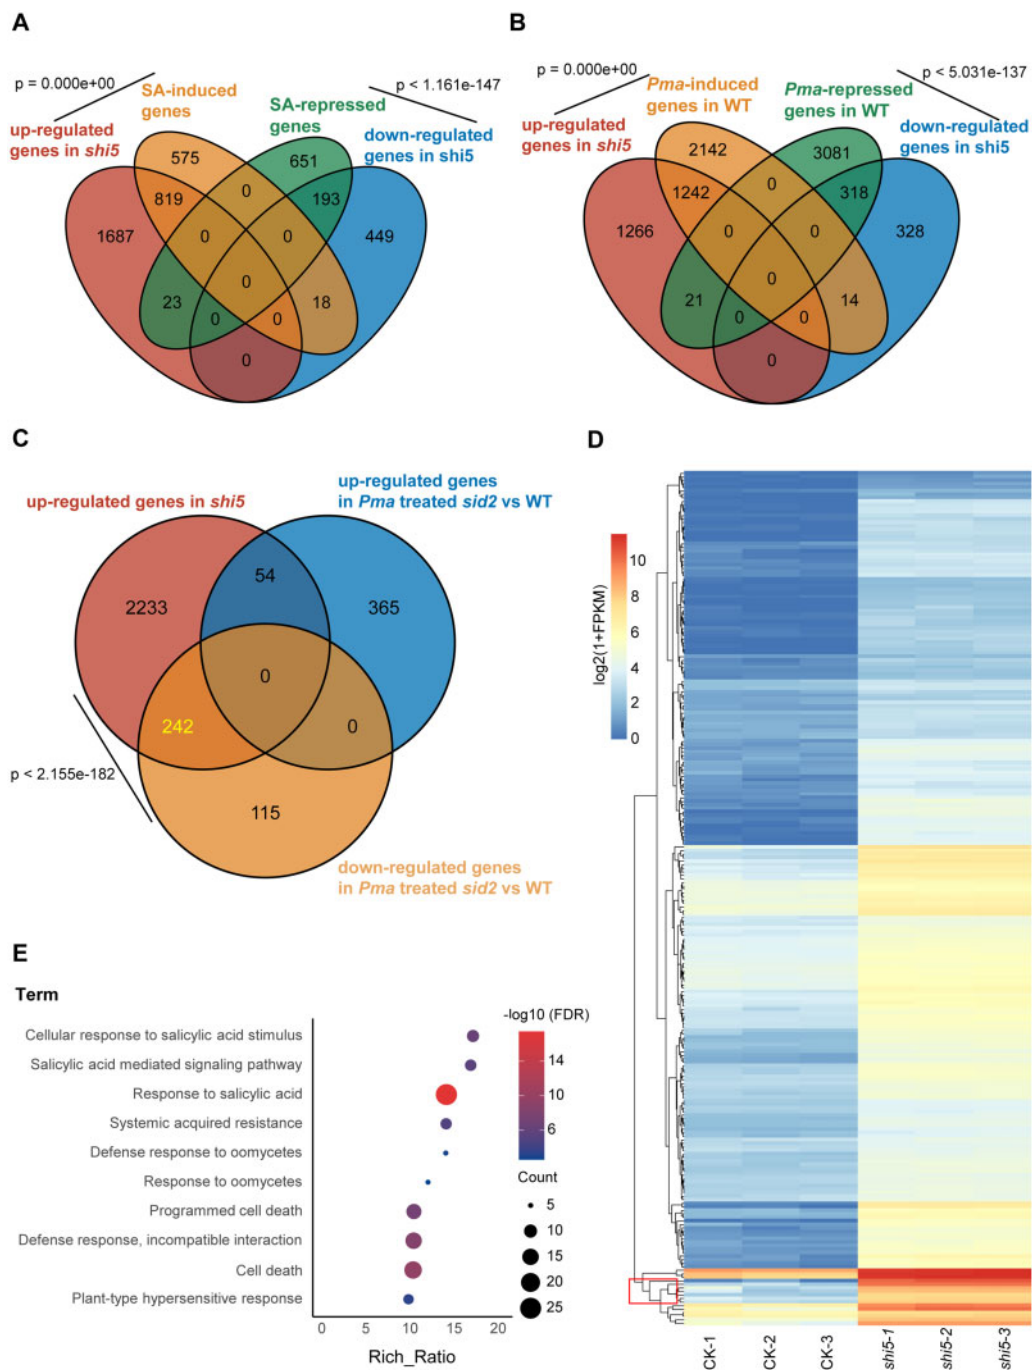 A
p = 0.000e+00
SA-induced
genes
p < 1.161e-147
SA-repressed
genes
up-regulated
genes in shi5
down-regulated
genes in shi5
575
651
819
0
193
1687
0
0
449
0
23
18
0
0
0
B
p = 0.000e+00
Pma-induced
genes in WT
p < 5.031e-137
Pma-repressed
genes in WT
up-regulated
genes in shi5
down-regulated
genes in shi5
2142
3081
1242
0
318
1266
0
0
328
0
21
14
0
0
0
C
up-regulated genes in shi5
up-regulated genes
in Pma treated sid2 vs WT
54
2233
365
0
242
0
p < 2.155e-182
115
down-regulated genes
in Pma treated sid2 vs WT
D
log2(1+FPKM)
10
8
6
4
2
0
CK-1
CK-2
CK-3
shi5-1
shi5-2
shi5-3
E
Term
Cellular response to salicylic acid stimulus
Salicylic acid mediated signaling pathway
Response to salicylic acid
Systemic acquired resistance
Defense response to oomycetes
Response to oomycetes
Programmed cell death
Defense response, incompatible interaction
Cell death
Plant-type hypersensitive response
0 5 10 15 20
Rich_Ratio
-log10 (FDR)
14
10
6
Count
5
10
15
20
25